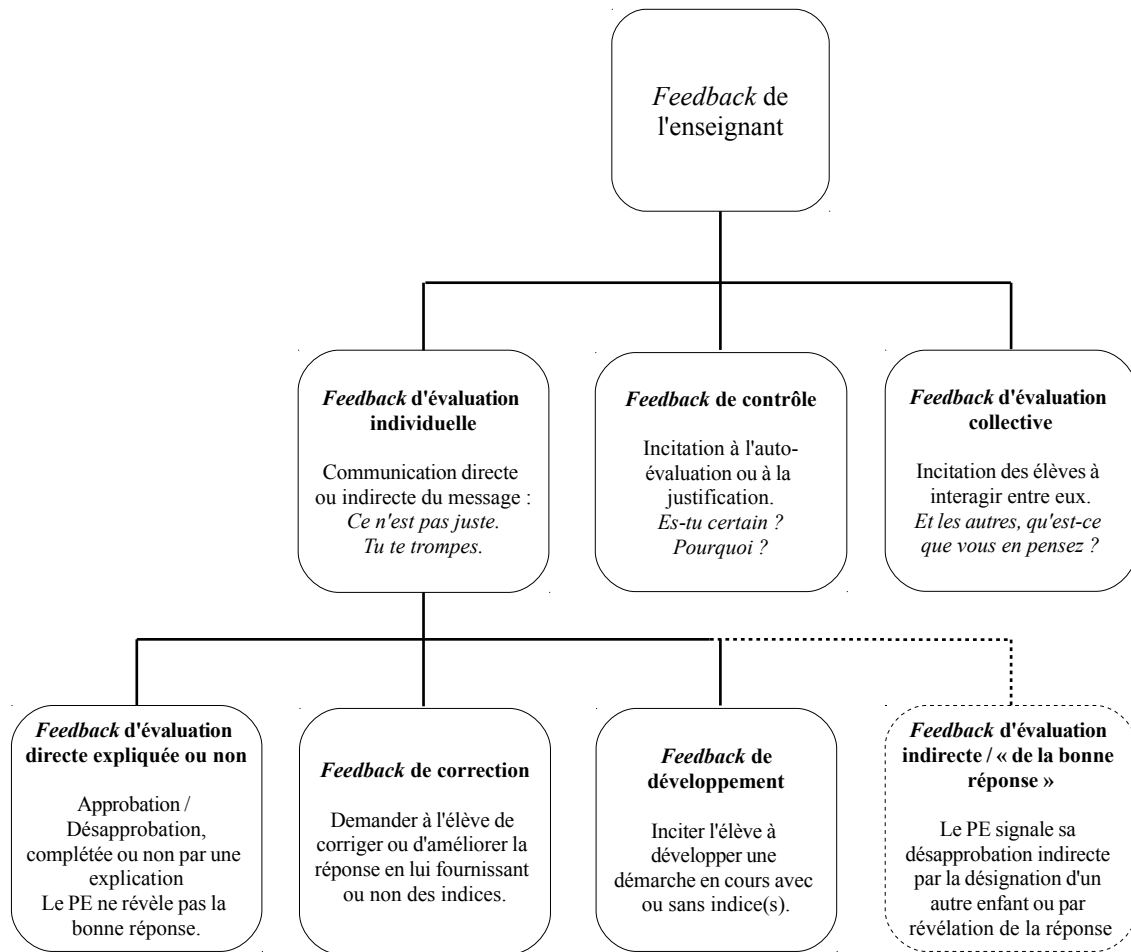 Feedback de
l'enseignant
Feedback d'évaluation
individuelle
Communication directe
ou indirecte du message :
Ce n'est pas juste.
Tu te trompes.
Feedback de contrôle
Incitation à l'auto-
évaluation ou à la
justification.
Es-tu certain ?
Pourquoi ?
Feedback d'évaluation
collective
Incitation des élèves à
interagir entre eux.
Et les autres, qu'est-ce
que vous en pensez ?
Feedback d'évaluation
directe expliquée ou non
Approbation /
Désapprobation,
complétée ou non par une
explication
Le PE ne révèle pas la
bonne réponse.
Feedback de correction
Demander à l'élève de
corriger ou d'améliorer la
réponse en lui fournissant
ou non des indices.
Feedback de
développement
Inciter l'élève à
développer une
démarche en cours avec
ou sans indice(s).
Feedback d'évaluation
indirecte / « de la bonne
réponse »
Le PE signale sa
désapprobation indirecte
par la désignation d'un
autre enfant ou par
révélation de la réponse